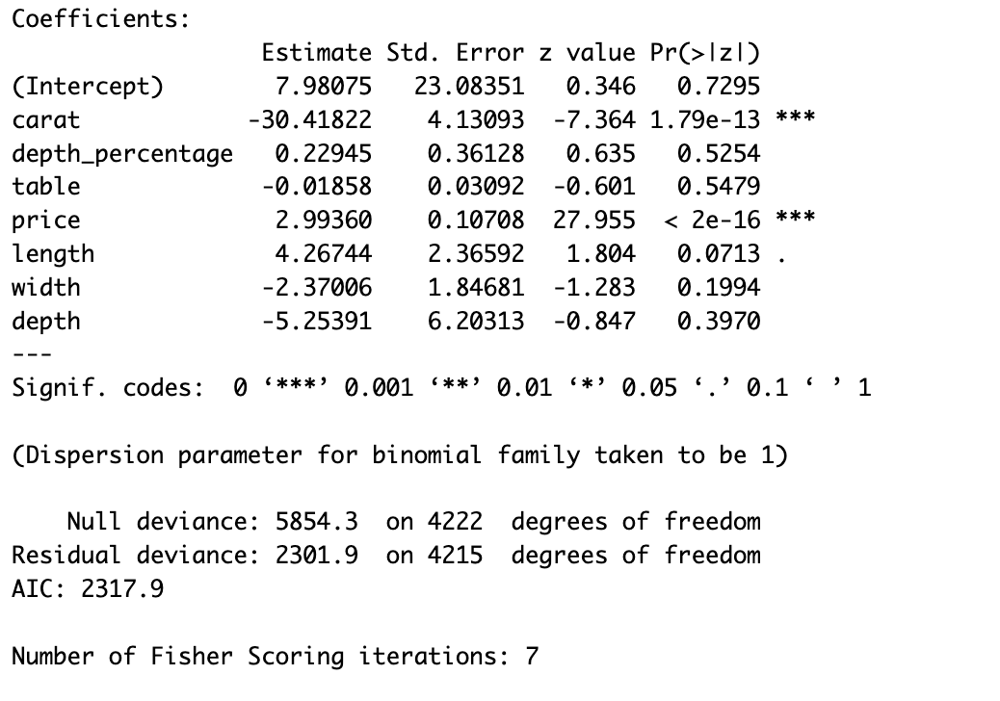 Coefficients:
                  Estimate Std. Error z value Pr(>|z|)
(Intercept)        7.98075   23.08351   0.346   0.7295
carat            -30.41822    4.13093  -7.364 1.79e-13 ***
depth_percentage   0.22945    0.36128   0.635   0.5254
table             -0.01858    0.03092  -0.601   0.5479
price              2.99360    0.10708  27.955  < 2e-16 ***
length             4.26744    2.36592   1.804   0.0713 .
width             -2.37006    1.84681  -1.283   0.1994
depth             -5.25391    6.20313  -0.847   0.3970
---
Signif. codes:  0 ‘***’ 0.001 ‘**’ 0.01 ‘*’ 0.05 ‘.’ 0.1 ‘ ’ 1
(Dispersion parameter for binomial family taken to be 1)
    Null deviance: 5854.3  on 4222  degrees of freedom
Residual deviance: 2301.9  on 4215  degrees of freedom
AIC: 2317.9
Number of Fisher Scoring iterations: 7